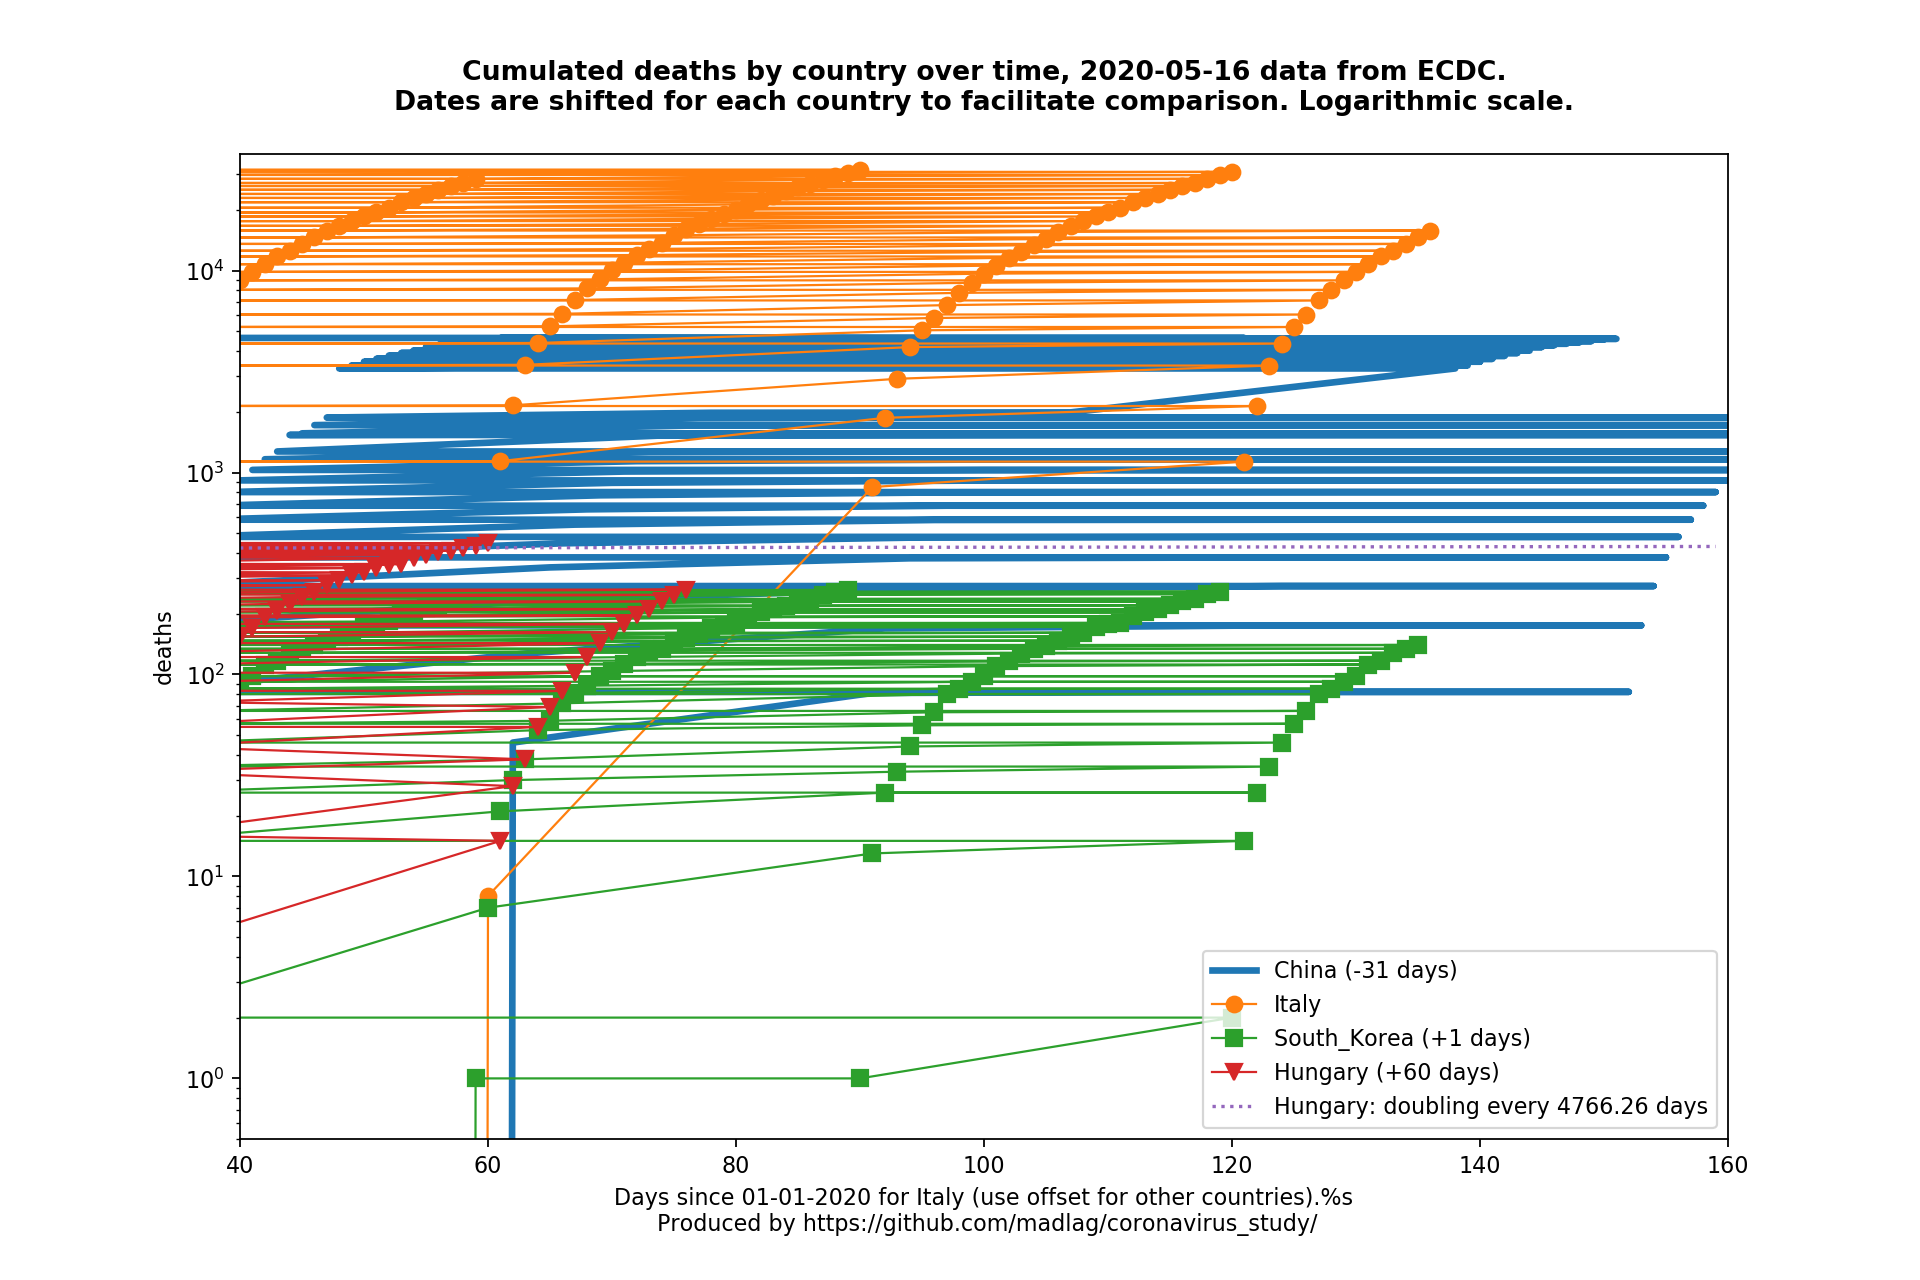 Cumulated deaths by country over time, 2020-05-16 data from ECDC.
Dates are shifted for each country to facilitate comparison. Logarithmic scale.
deaths
10⁴
10³
10²
10¹
10⁰
China (-31 days)
Italy
South_Korea (+1 days)
Hungary (+60 days)
Hungary: doubling every 4766.26 days
40 60 80 100 120 140 160
Days since 01-01-2020 for Italy (use offset for other countries).%s
Produced by https://github.com/madlag/coronavirus_study/